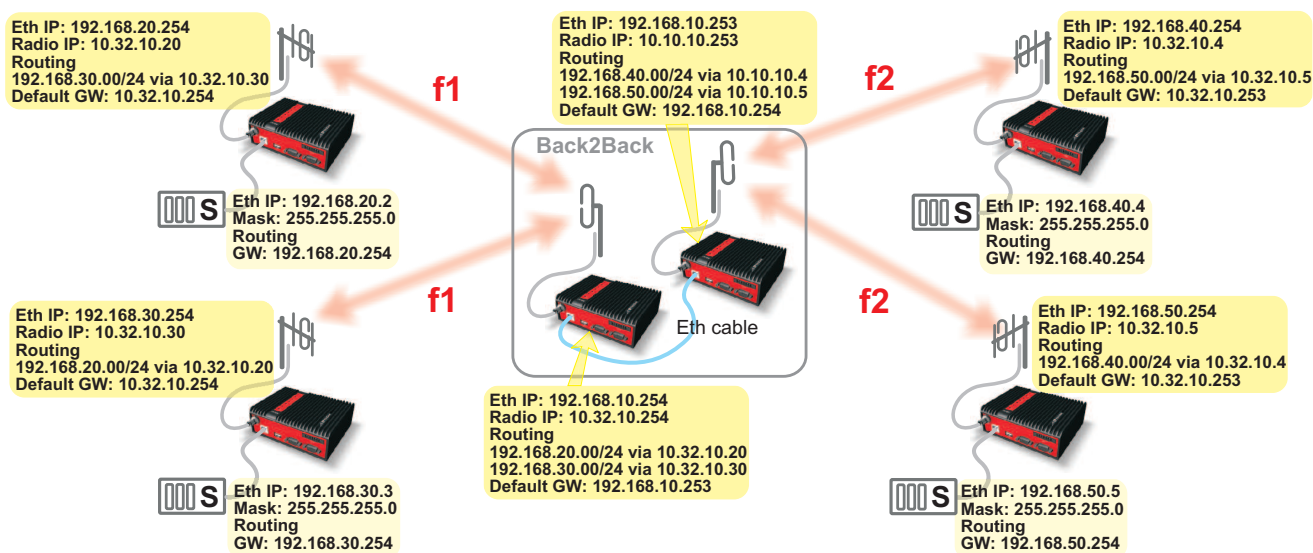 Eth IP: 192.168.20.254
Radio IP: 10.32.10.20
Routing
192.168.30.00/24 via 10.32.10.30
Default GW: 10.32.10.254
f1
S
Eth IP: 192.168.20.2
Mask: 255.255.255.0
Routing
GW: 192.168.20.254
Eth IP: 192.168.30.254
Radio IP: 10.32.10.30
Routing
192.168.20.00/24 via 10.32.10.20
Default GW: 10.32.10.254
f1
S
Eth IP: 192.168.30.3
Mask: 255.255.255.0
Routing
GW: 192.168.30.254
Eth IP: 192.168.10.253
Radio IP: 10.10.10.253
Routing
192.168.40.00/24 via 10.10.10.4
192.168.50.00/24 via 10.10.10.5
Default GW: 192.168.10.254
Back2Back
Eth cable
Eth IP: 192.168.10.254
Radio IP: 10.32.10.254
Routing
192.168.20.00/24 via 10.32.10.20
192.168.30.00/24 via 10.32.10.30
Default GW: 192.168.10.253
f2
Eth IP: 192.168.40.254
Radio IP: 10.32.10.4
Routing
192.168.50.00/24 via 10.32.10.5
Default GW: 10.32.10.253
S
Eth IP: 192.168.40.4
Mask: 255.255.255.0
Routing
GW: 192.168.40.254
f2
Eth IP: 192.168.50.254
Radio IP: 10.32.10.5
Routing
192.168.40.00/24 via 10.32.10.4
Default GW: 10.32.10.253
S
Eth IP: 192.168.50.5
Mask: 255.255.255.0
Routing
GW: 192.168.50.254